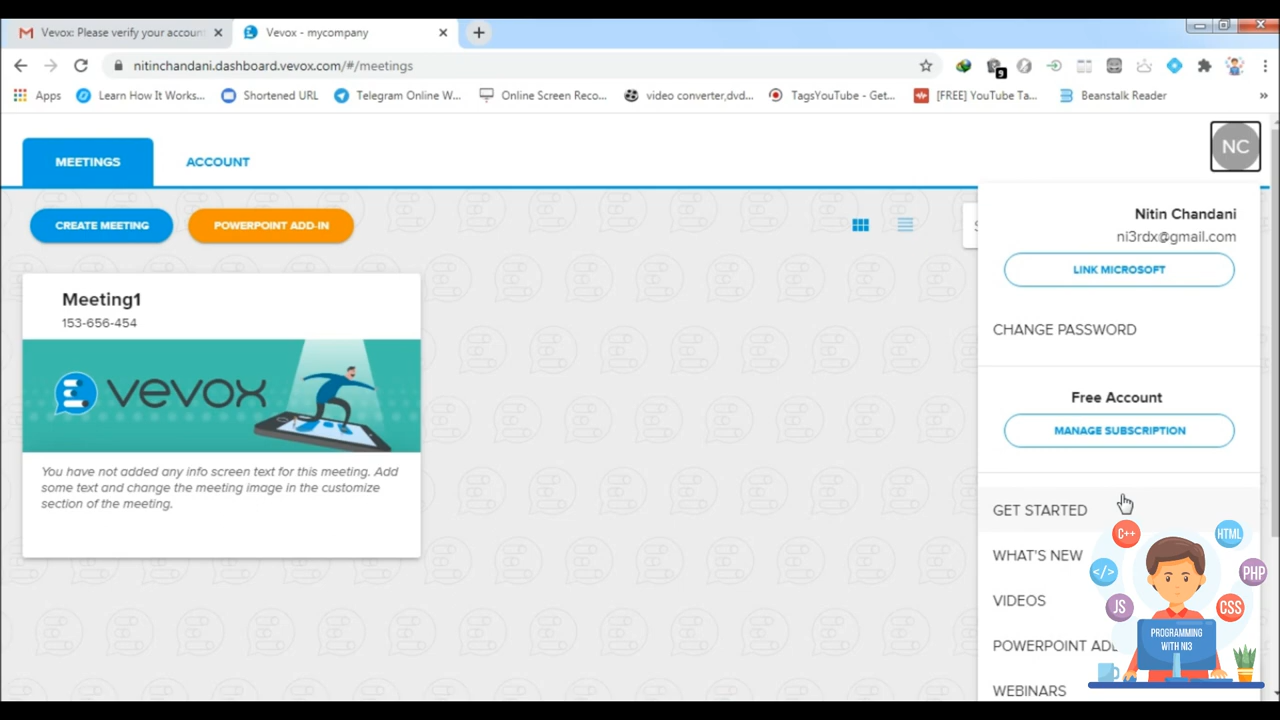 Vevox: Please verify your accoun
Vevox - mycompany
nitinchandani.dashboard.vevox.com/#/meetings
9
Apps
Learn How It Works...
Shortened URL
Telegram Online W...
Online Screen Reco...
video converter,dvd...
TagsYouTube - Get...
[FREE] YouTube Ta...
Beanstalk Reader
»
MEETINGS
ACCOUNT
NC
CREATE MEETING
POWERPOINT ADD-IN
Nitin Chandani
ni3rdx@gmail.com
LINK MICROSOFT
CHANGE PASSWORD
Free Account
MANAGE SUBSCRIPTION
GET STARTED
WHAT'S NEW
VIDEOS
POWERPOINT AD
WEBINARS
Meeting1
153-656-454
vevox
You have not added any info screen text for this meeting. Add
some text and change the meeting image in the customize
section of the meeting.
C++
HTML
</>
PHP
JS
CSS
PROGRAMMING
WITH NI3